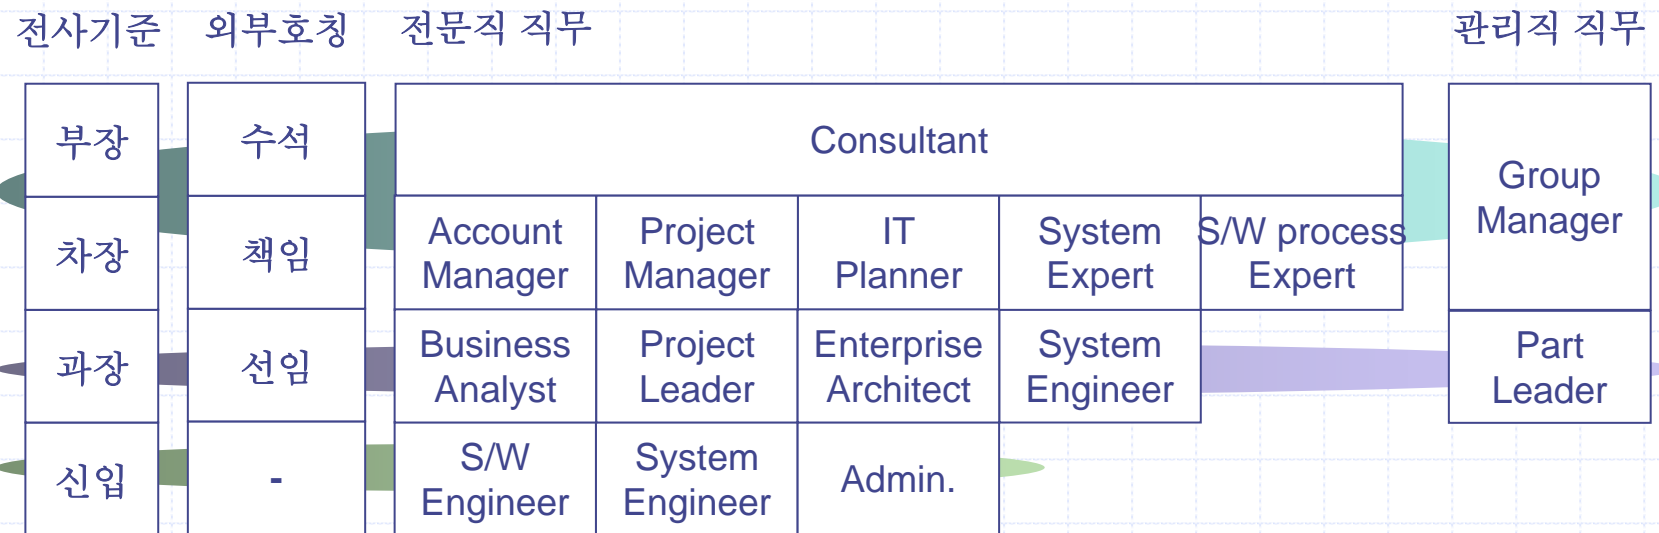 전사기준 외부호칭 전문직 직무 관리직 직무
부장 수석 Consultant
Group
Manager
차장 책임
Account
Manager
Project
Manager
IT
Planner
System
Expert
S/W process
Expert
과장 선임
Business
Analyst
Project
Leader
Enterprise
Architect
System
Engineer
Part
Leader
신입 -
S/W
Engineer
System
Engineer
Admin.